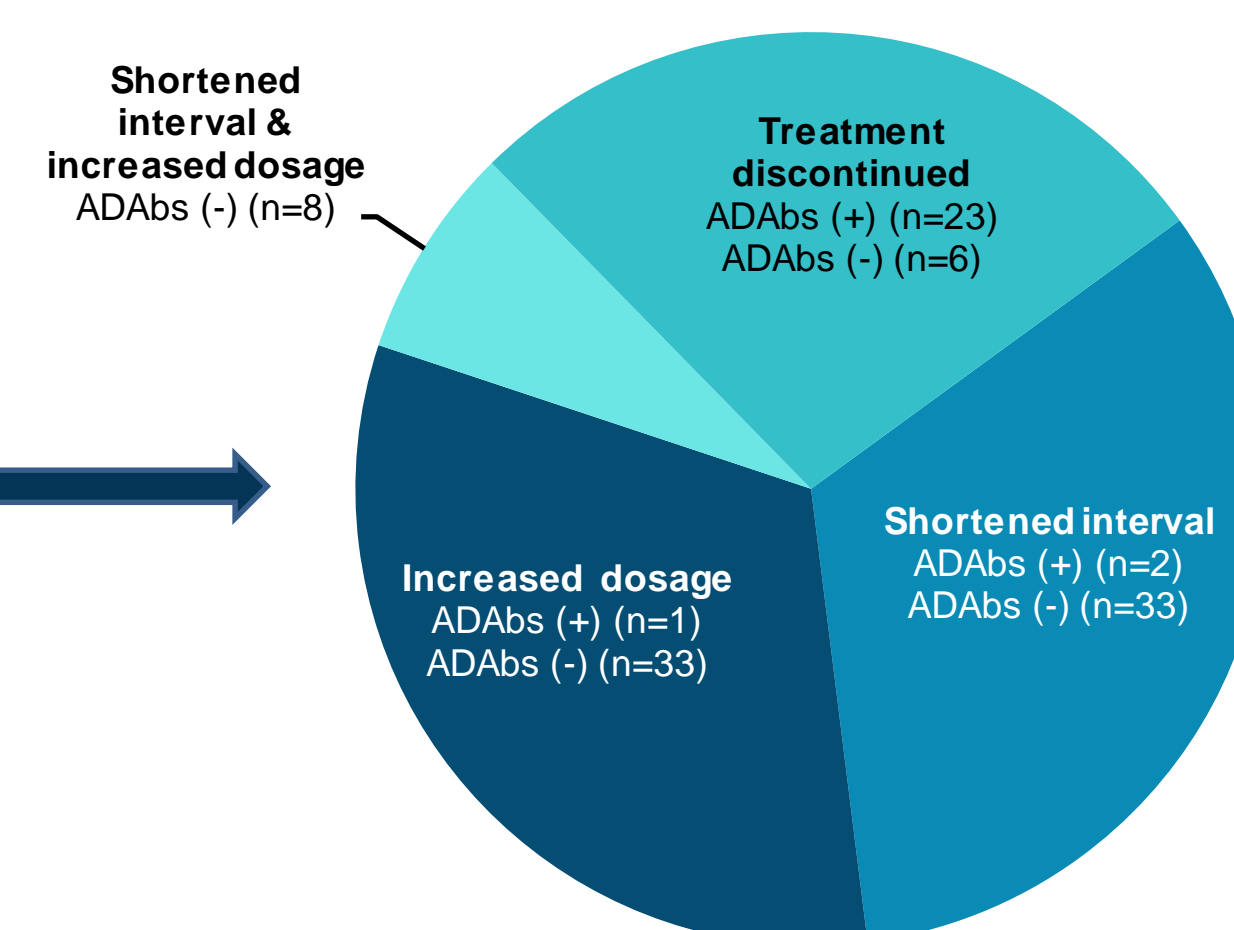 Shortened
interval &
increased dosage
ADAbs (-) (n=8)
Treatment
discontinued
ADAbs (+) (n=23)
ADAbs (-) (n=6)
Shortened interval
ADAbs (+) (n=2)
ADAbs (-) (n=33)
Increased dosage
ADAbs (+) (n=1)
ADAbs (-) (n=33)